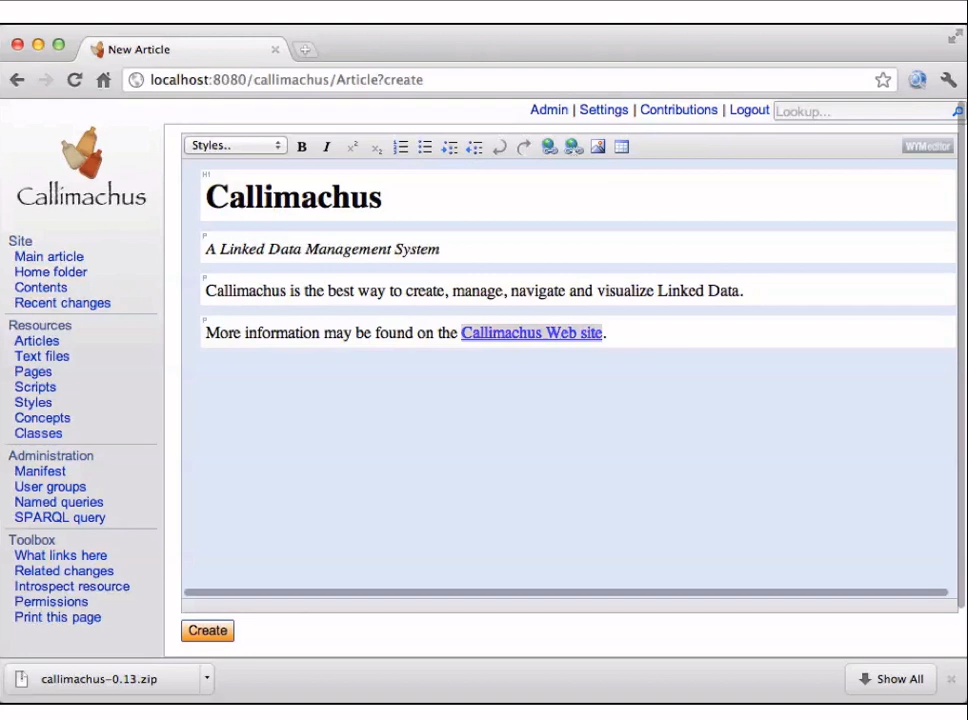 New Article
localhost:8080/callimachus/Article?create
Admin | Settings | Contributions | Logout
Lookup...
Callimachus
Site
Main article
Home folder
Contents
Recent changes
Resources
Articles
Text files
Pages
Scripts
Styles
Concepts
Classes
Administration
Manifest
User groups
Named queries
SPARQL query
Toolbox
What links here
Related changes
Introspect resource
Permissions
Print this page
Styles..
B I x² x₂
WYMeditor
H1
Callimachus
P
A Linked Data Management System
P
Callimachus is the best way to create, manage, navigate and visualize Linked Data.
P
More information may be found on the Callimachus Web site.
Create
callimachus-0.13.zip
Show All